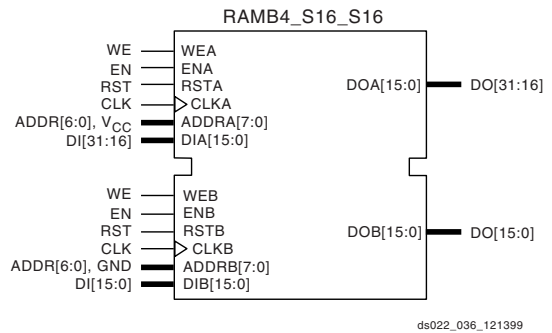 RAMB4_S16_S16
WE WEA
EN ENA
RST RSTA DOA[15:0] DO[31:16]
CLK CLKA
ADDR[6:0], VCC ADDRA[7:0]
DI[31:16] DIA[15:0]
WE WEB
EN ENB
RST RSTB DOB[15:0] DO[15:0]
CLK CLKB
ADDR[6:0], GND ADDRB[7:0]
DI[15:0] DIB[15:0]
ds022_036_121399